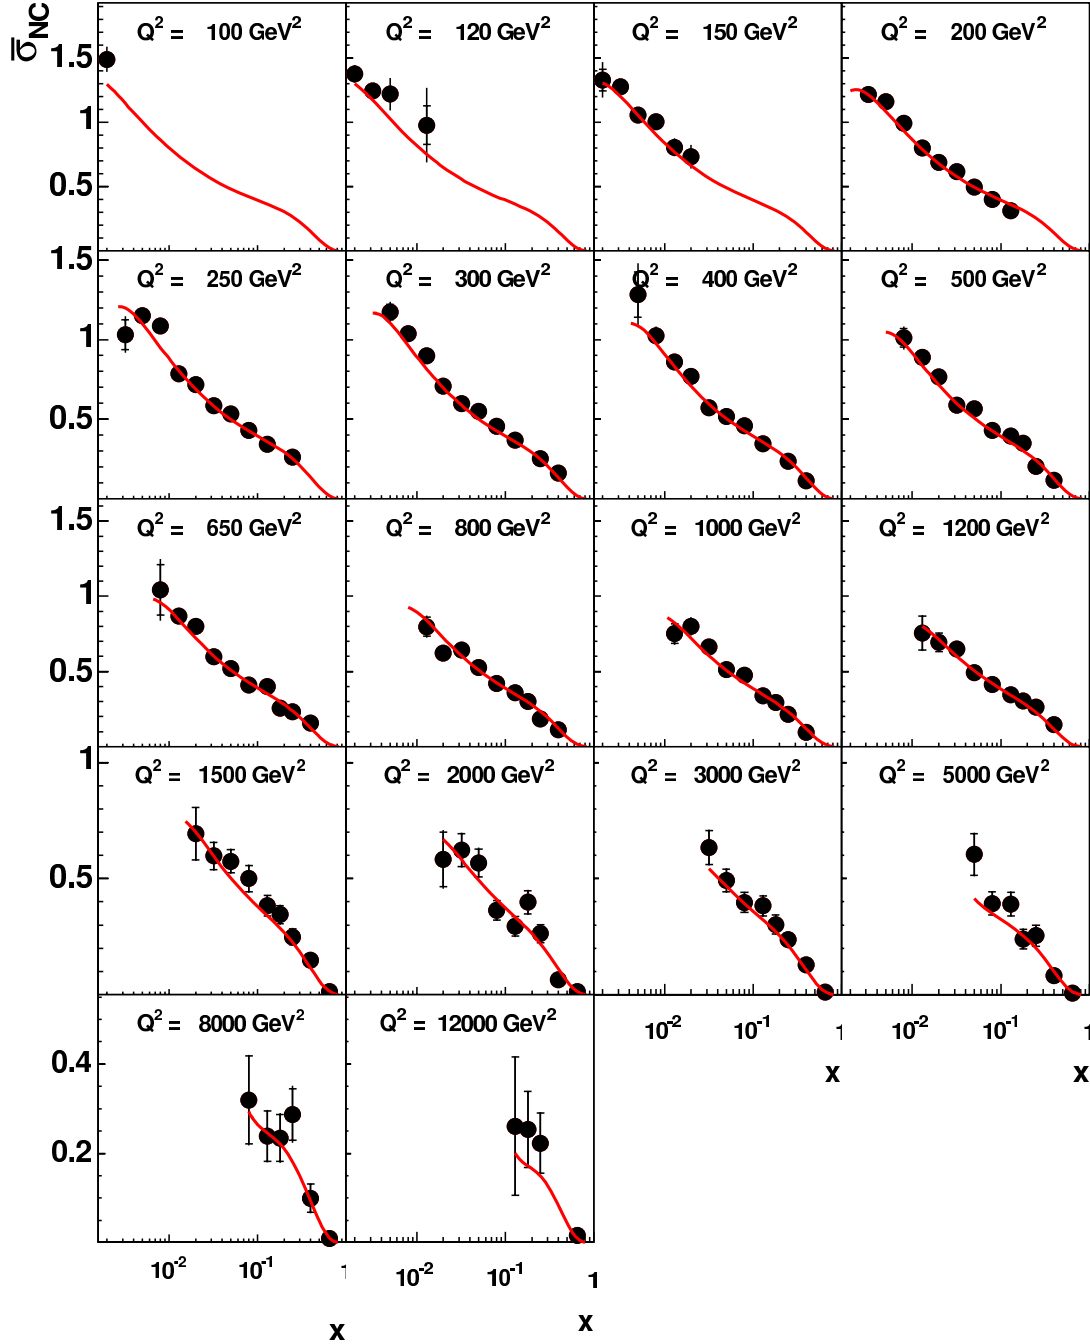 σ̿NC
Q² = 100 GeV²
Q² = 120 GeV²
Q² = 150 GeV²
Q² = 200 GeV²
1.5
1
0.5
Q² = 250 GeV²
Q² = 300 GeV²
Q² = 400 GeV²
Q² = 500 GeV²
1.5
1
0.5
Q² = 650 GeV²
Q² = 800 GeV²
Q² = 1000 GeV²
Q² = 1200 GeV²
1.5
1
0.5
Q² = 1500 GeV²
Q² = 2000 GeV²
Q² = 3000 GeV²
Q² = 5000 GeV²
1
0.5
Q² = 8000 GeV²
Q² = 12000 GeV²
10⁻² 10⁻¹ 1
10⁻² 10⁻¹ 1
x
x
0.4
0.2
10⁻² 10⁻¹ 1
10⁻² 10⁻¹ 1
x
x